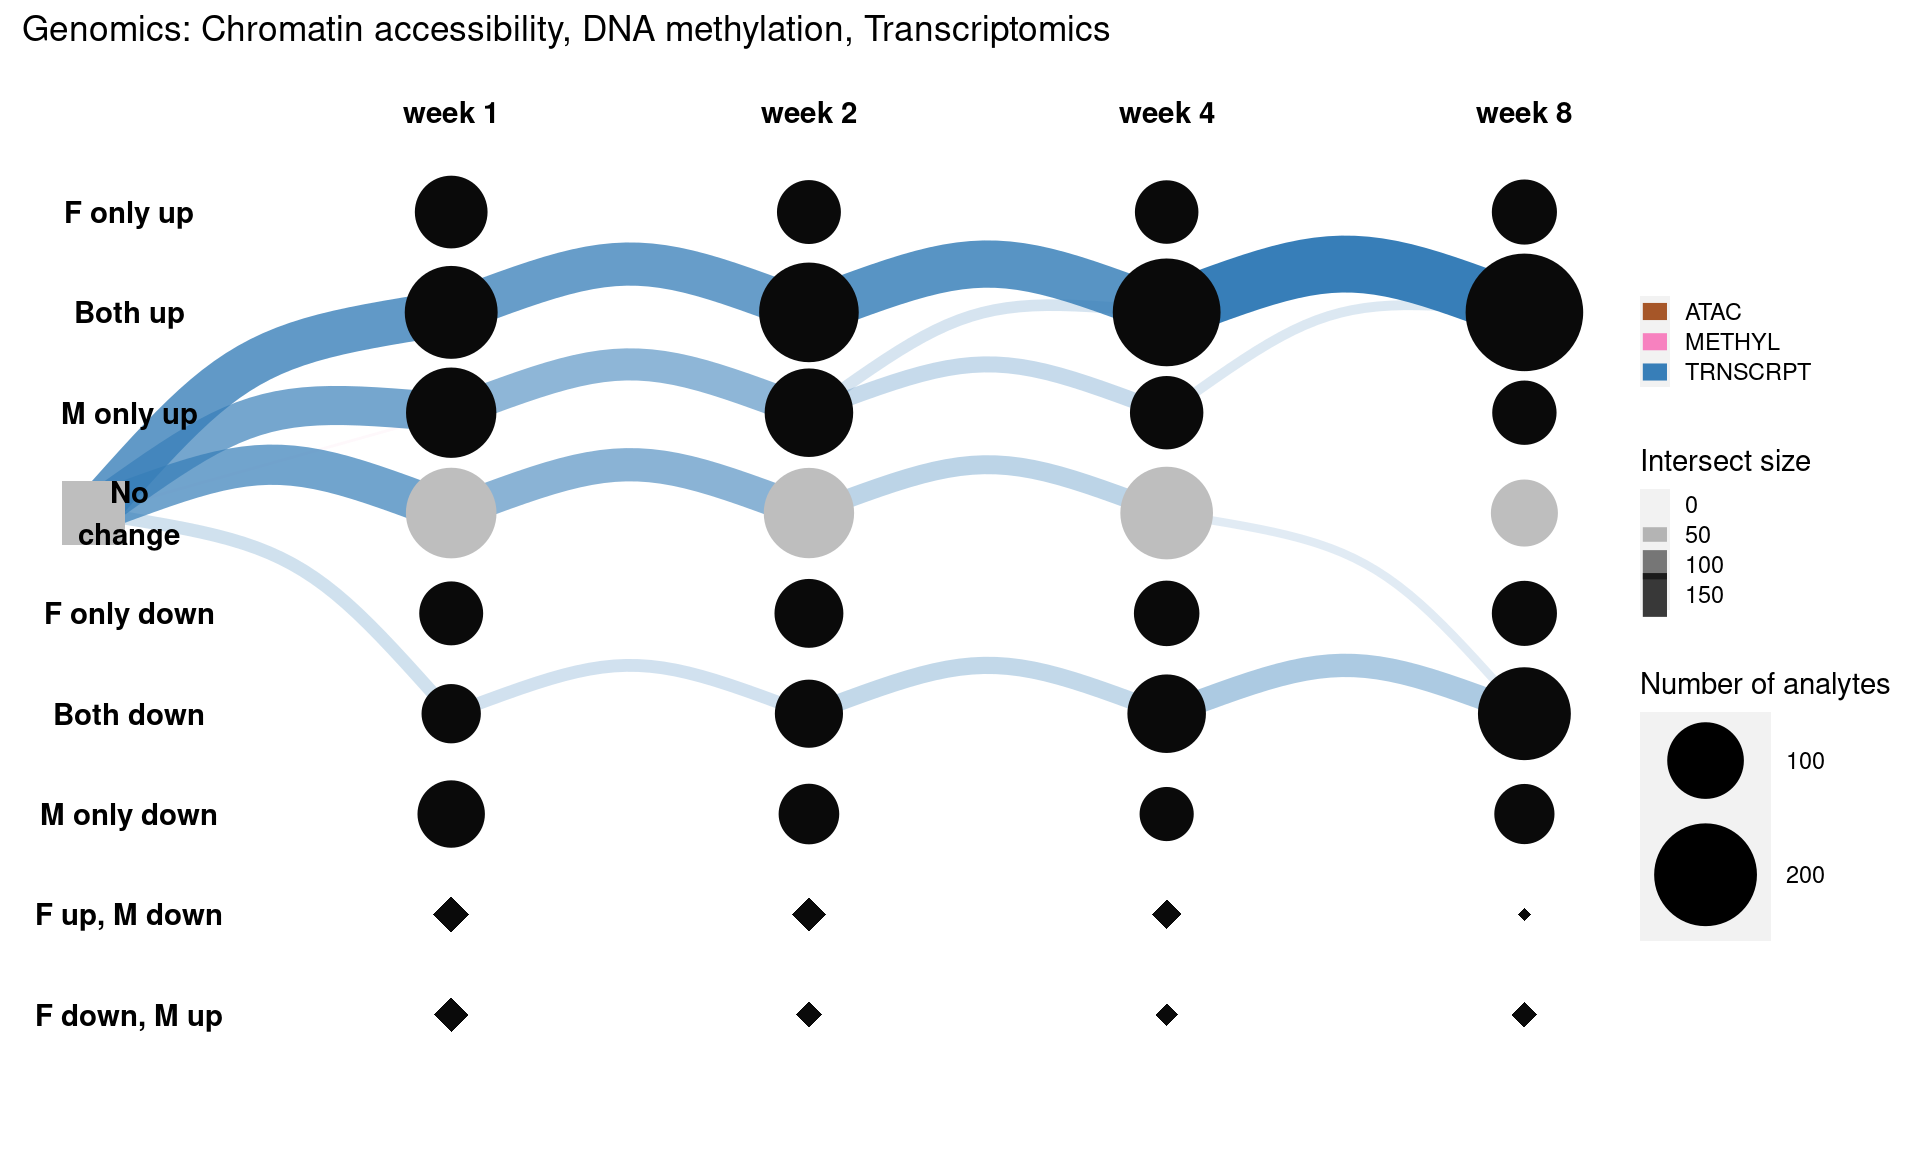 Genomics: Chromatin accessibility, DNA methylation, Transcriptomics
week 1
week 2
week 4
week 8
F only up
Both up
M only up
No
change
F only down
Both down
M only down
F up, M down
F down, M up
ATAC
METHYL
TRNSCRPT
Intersect size
0
50
100
150
Number of analytes
100
200